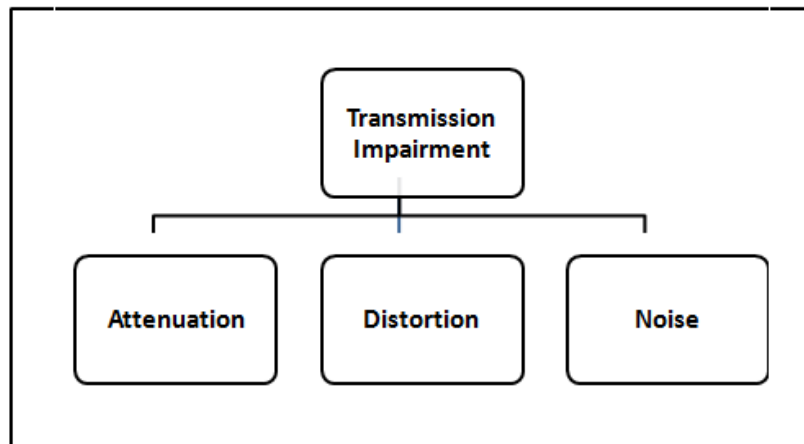 Transmission
Impairment
Attenuation
Distortion
Noise